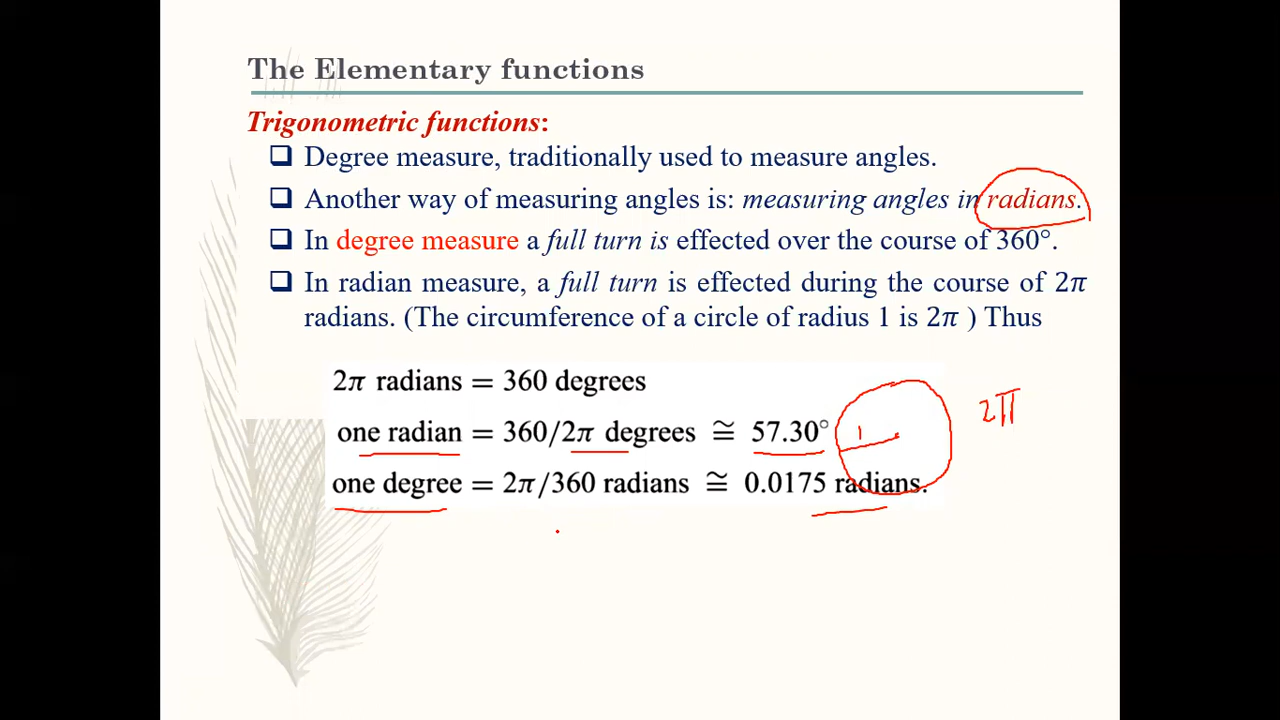 The Elementary functions
Trigonometric functions:
❑ Degree measure, traditionally used to measure angles.
❑ Another way of measuring angles is: measuring angles in radians.
❑ In degree measure a full turn is effected over the course of 360°.
❑ In radian measure, a full turn is effected during the course of 2π
radians. (The circumference of a circle of radius 1 is 2π ) Thus
2π radians = 360 degrees
2π
one radian = 360/2π degrees ≅ 57.30°
1
one degree = 2π/360 radians ≅ 0.0175 radians.